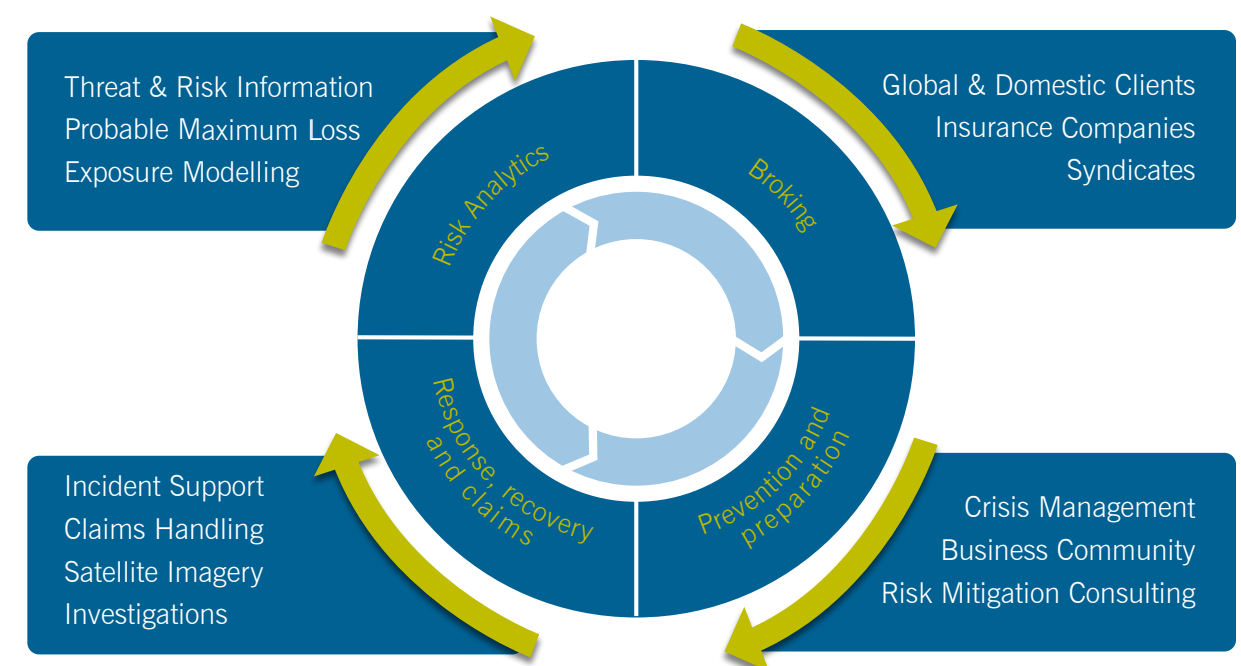 Threat & Risk Information
Probable Maximum Loss
Exposure Modelling
Global & Domestic Clients
Insurance Companies
Syndicates
Risk Analytics
Broking
Response, recovery
and claims
Prevention and
preparation
Incident Support
Claims Handling
Satellite Imagery
Investigations
Crisis Management
Business Community
Risk Mitigation Consulting